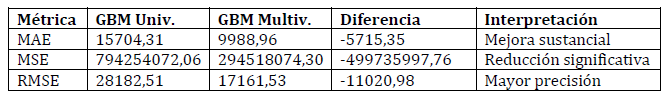 Métrica GBM Univ. GBM Multiv. Diferencia Interpretación
MAE 15704,31 9988,96 -5715,35 Mejora sustancial
MSE 794254072,06 294518074,30 -499735997,76 Reducción significativa
RMSE 28182,51 17161,53 -11020,98 Mayor precisión